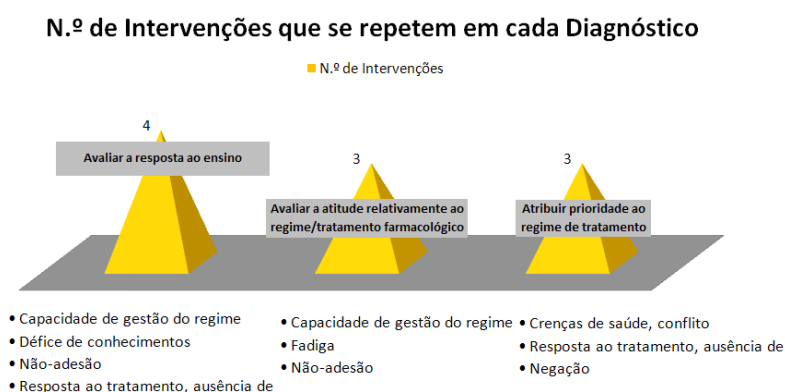 N.º de Intervenções que se repetem em cada Diagnóstico
N.º de Intervenções
4
Avaliar a resposta ao ensino
3
Avaliar a atitude relativamente ao
regime/tratamento farmacológico
3
Atribuir prioridade ao
regime de tratamento
• Capacidade de gestão do regime
• Défice de conhecimentos
• Não-adesão
• Resposta ao tratamento, ausência de
• Capacidade de gestão do regime
• Fadiga
• Não-adesão
• Crenças de saúde, conflito
• Resposta ao tratamento, ausência de
• Negação